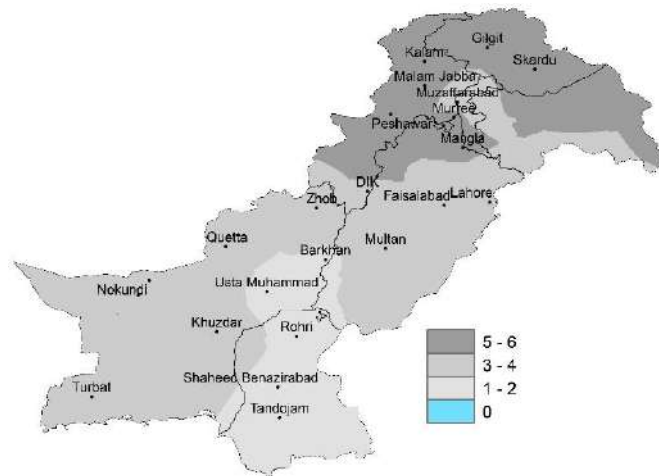 Gilgit
Kalam
Skardu
Malam Jabba
Muzaffarabad
Murree
Peshawar
Mangla
DIK
Zhob
Faisalabad
Lahore
Quetta
Multan
Barkhan
Nokundi
Usta Muhammad
Khuzdar
Rohri
Shaheed Benazirabad
Turbat
Tandojam
5 - 6
3 - 4
1 - 2
0